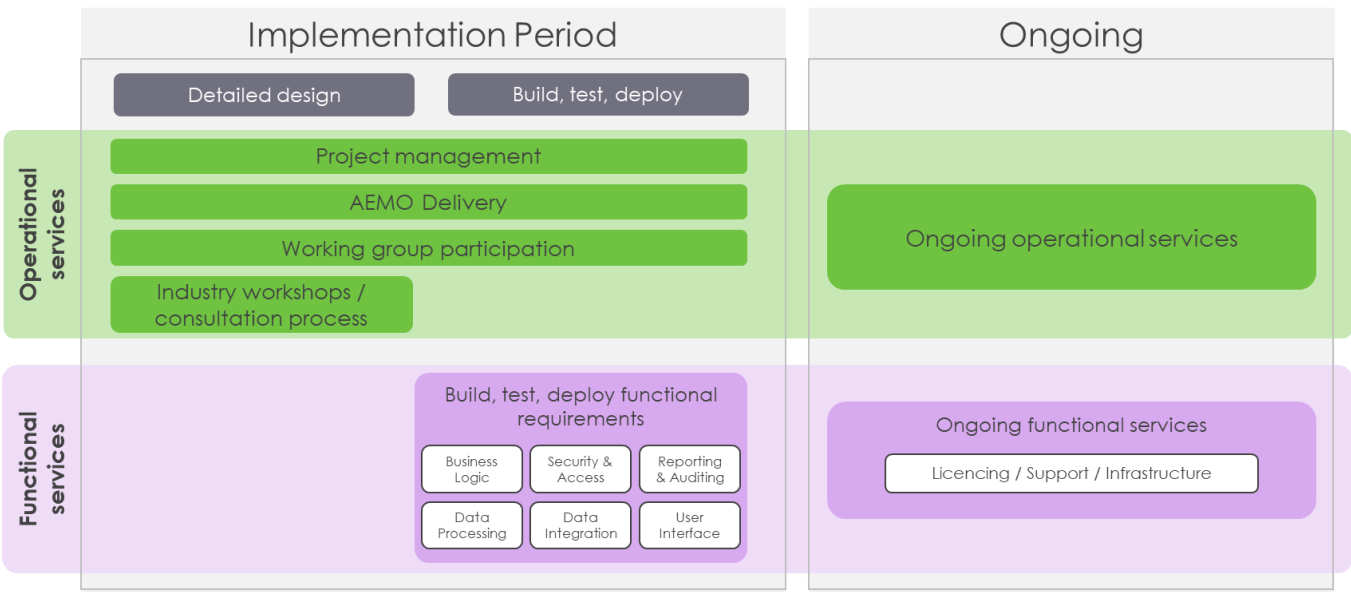 Implementation Period
Ongoing
Detailed design
Build, test, deploy
Operational
services
Project management
AEMO Delivery
Working group participation
Industry workshops /
consultation process
Ongoing operational services
Functional
services
Build, test, deploy functional
requirements
Business
Logic
Security &
Access
Reporting
& Auditing
Data
Processing
Data
Integration
User
Interface
Ongoing functional services
Licencing / Support / Infrastructure